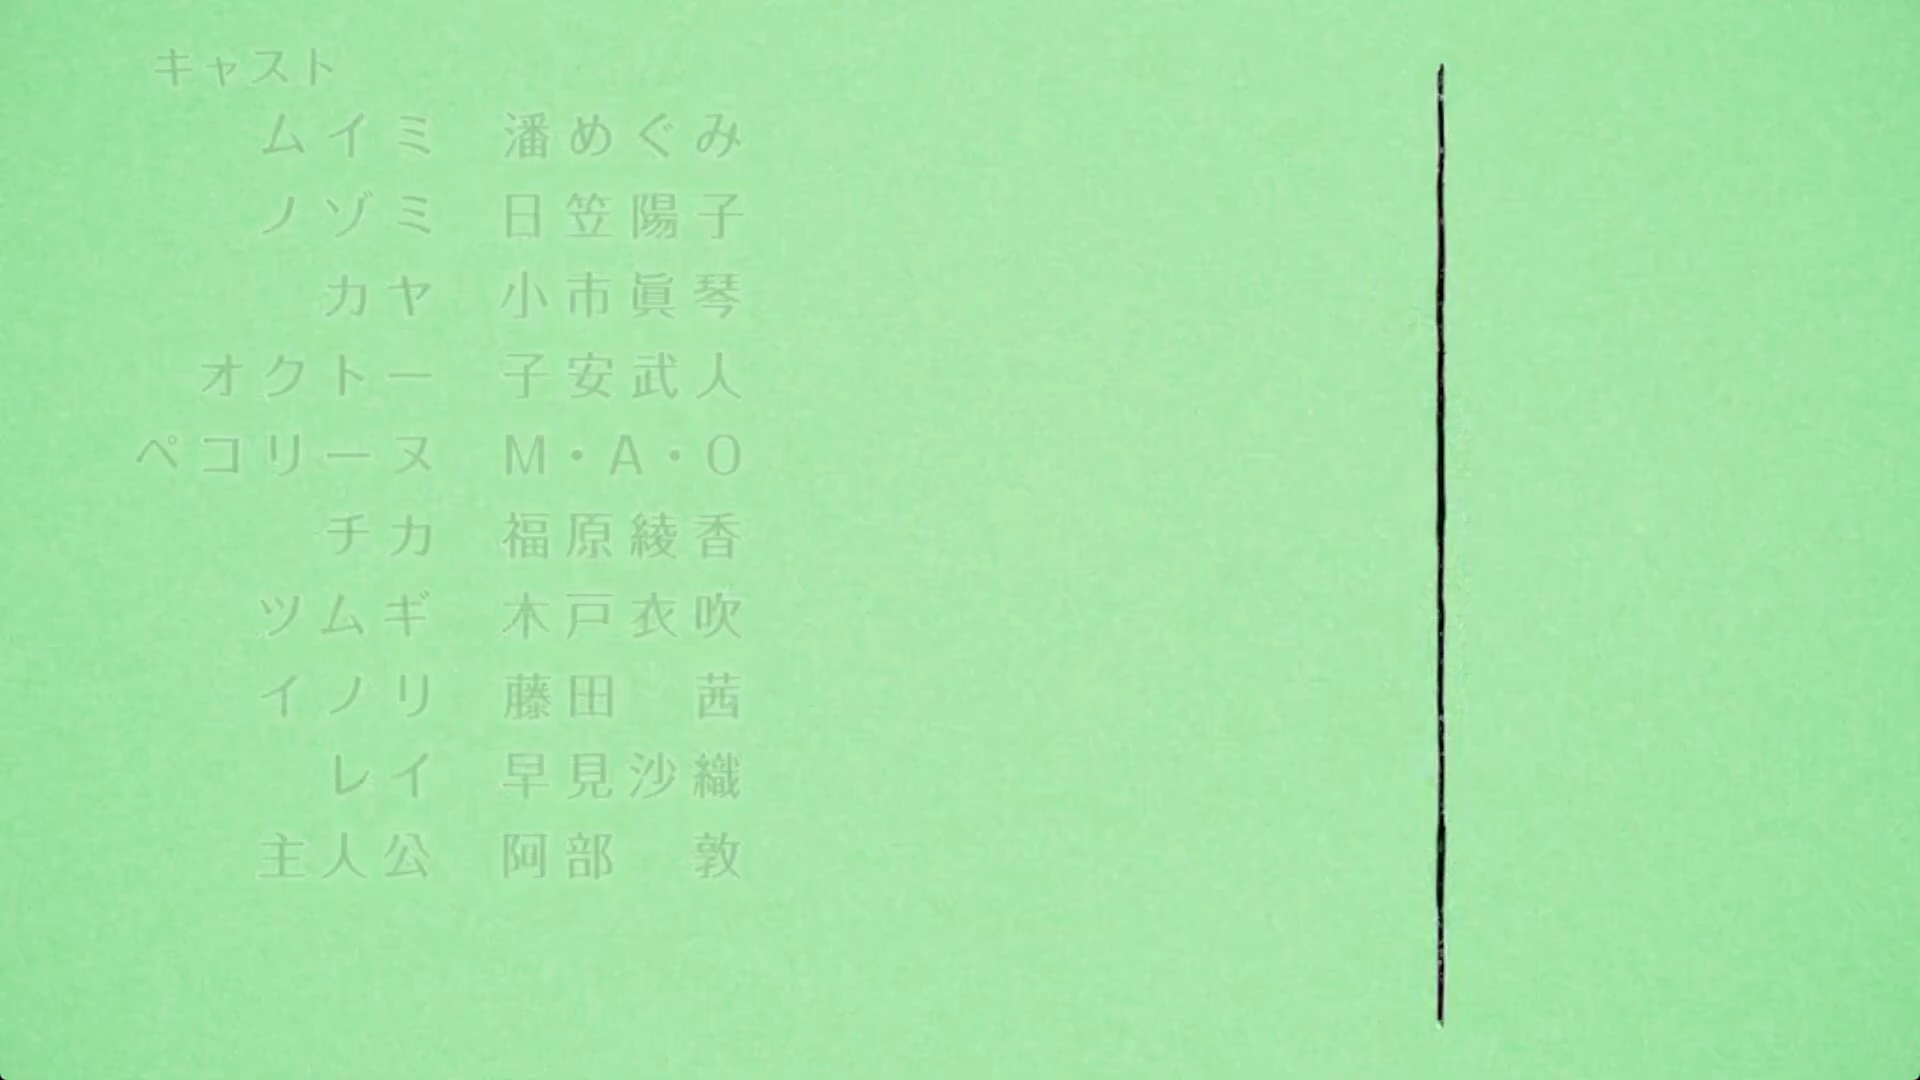 キャスト
ムイミ 潘めぐみ
ノゾミ 日笠陽子
カヤ 小市眞琴
オクトー 子安武人
ペコリーヌ M・A・O
チカ 福原綾香
ツムギ 木戸衣吹
イノリ 藤田 茜
レイ 早見沙織
主人公 阿部 敦